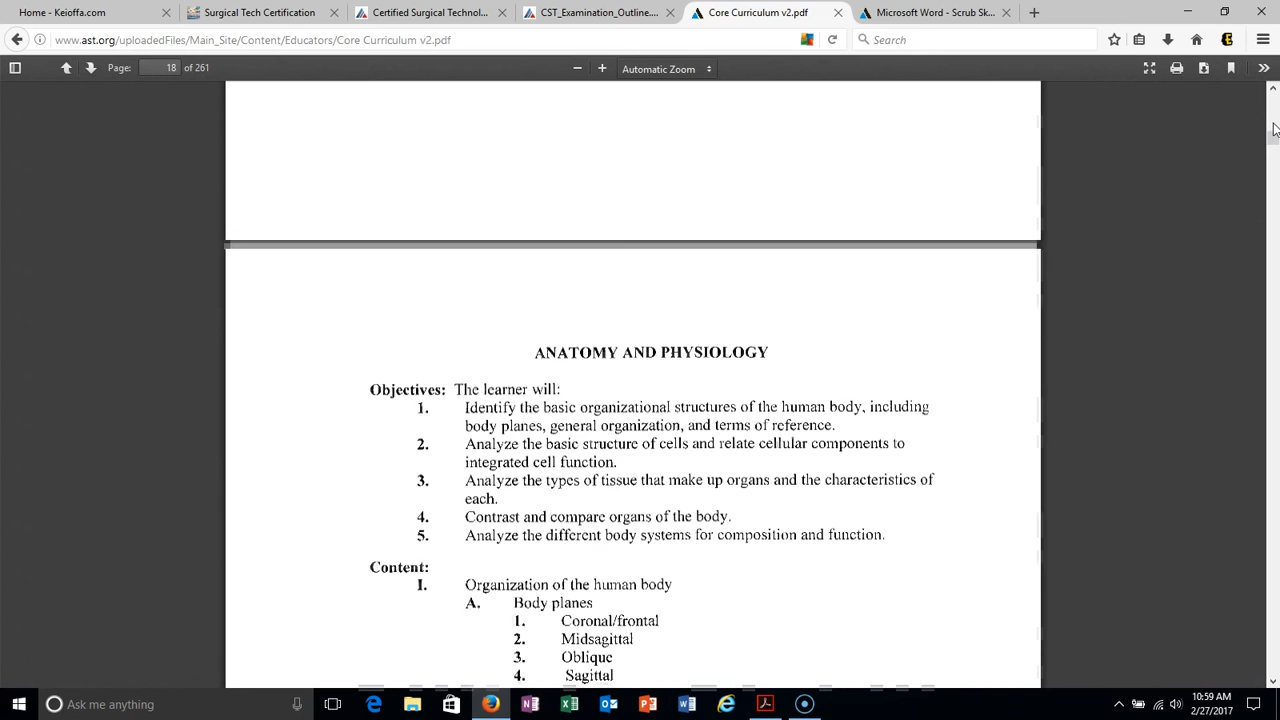 Home - Keioffa.com
Surgical Tech Certification
Certified Surgical Technol...
CST_Examination_Outline....
Core Curriculum v2.pdf
Microsoft Word - Scrub Sk...
www.ast.org/uploadedFiles/Main_Site/Content/Educators/Core Curriculum v2.pdf
Search
Page: 18 of 261
Automatic Zoom
ANATOMY AND PHYSIOLOGY
Objectives: The learner will:
1. Identify the basic organizational structures of the human body, including
body planes, general organization, and terms of reference.
2. Analyze the basic structure of cells and relate cellular components to
integrated cell function.
3. Analyze the types of tissue that make up organs and the characteristics of
each.
4. Contrast and compare organs of the body.
5. Analyze the different body systems for composition and function.
Content:
I. Organization of the human body
A. Body planes
1. Coronal/frontal
2. Midsagittal
3. Oblique
4. Sagittal
Ask me anything
10:59 AM
2/27/2017